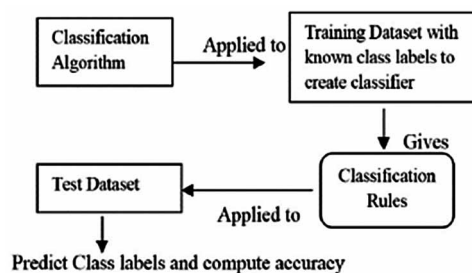 Classification
Algorithm
Applied to
Training Dataset with
known class labels to
create classifier
Gives
Classification
Rules
Applied to
Test Dataset
Predict Class labels and compute accuracy